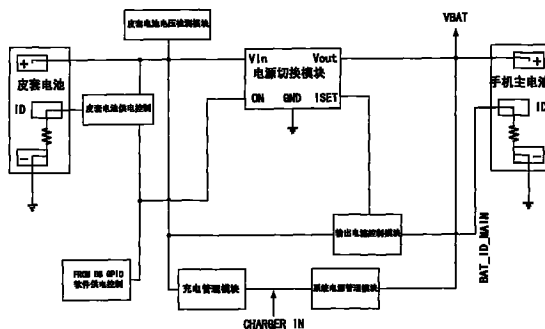 皮套电池电压检测模块
VBAT
+
皮套电池
ID
-
皮套电池供电控制
Vin
Vout
电源切换模块
ON
GND
ISET
+
手机主电池
ID
-
输出电流控制模块
BAT_ID_MAIN
FROM BB GPIO
软件供电控制
充电管理模块
系统电源管理模块
CHARGER IN